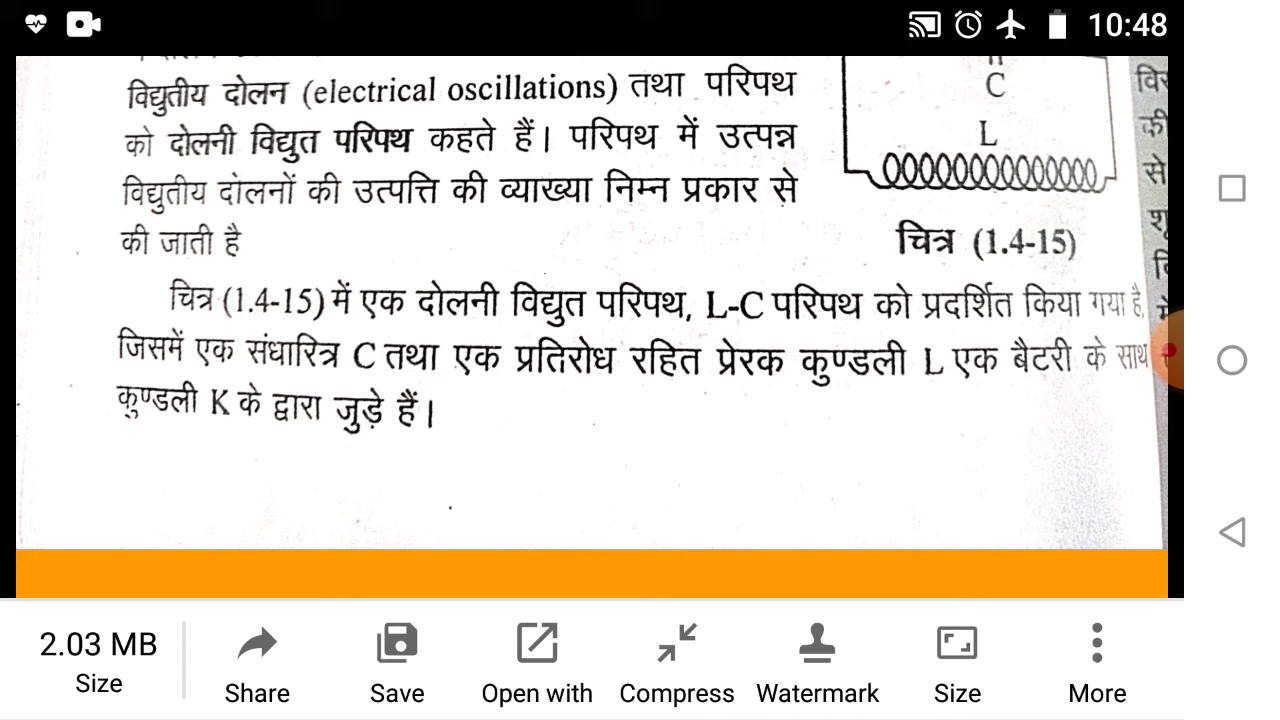 10:48
विद्युतीय दोलन (electrical oscillations) तथा परिपथ
को दोलनी विद्युत परिपथ कहते हैं। परिपथ में उत्पन्न
विद्युतीय दोलनों की उत्पत्ति की व्याख्या निम्न प्रकार से
की जाती है
C
L
चित्र (1.4-15)
चित्र (1.4-15) में एक दोलनी विद्युत परिपथ, L-C परिपथ को प्रदर्शित किया गया है,
जिसमें एक संधारित्र C तथा एक प्रतिरोध रहित प्रेरक कुण्डली L एक बैटरी के साथ
कुण्डली K के द्वारा जुड़े हैं।
की
से
2.03 MB
Size
Share
Save
Open with
Compress
Watermark
Size
More